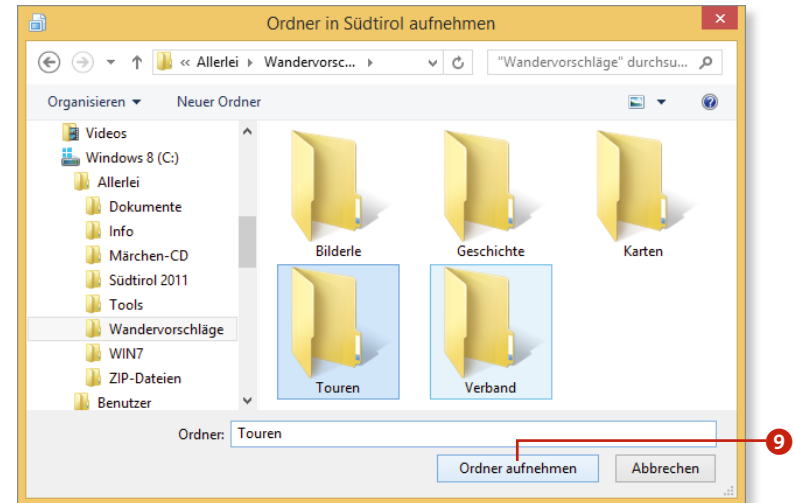 Ordner in Südtirol aufnehmen
« Allerlei Wandervorsc...
"Wandervorschläge" durchsu...
Organisieren Neuer Ordner
Videos
Windows 8 (C:)
Allerlei
Dokumente
Info
Märchen-CD
Südtirol 2011
Tools
Wandervorschläge
WIN7
ZIP-Dateien
Benutzer
Bilderle Geschichte Karten
Touren Verband
Ordner: Touren
Ordner aufnehmen Abbrechen
9